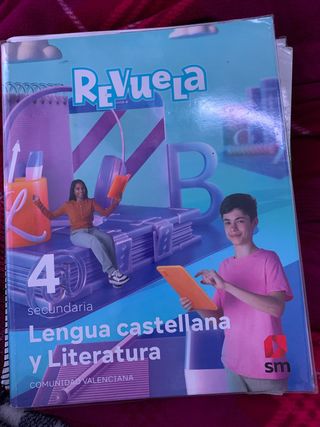 REVUELA
4
secundaria
Lengua castellana
y Literatura
COMUNIDAD VALENCIANA
sm
B